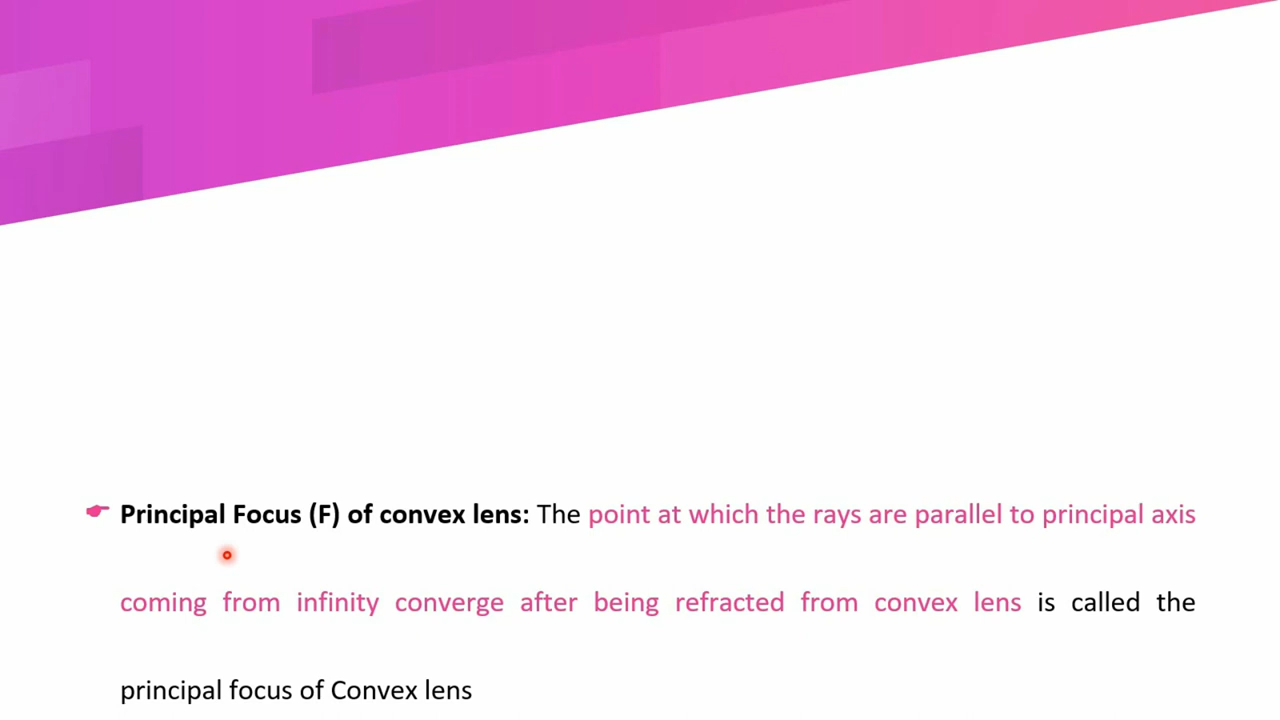 Principal Focus (F) of convex lens: The point at which the rays are parallel to principal axis
coming from infinity converge after being refracted from convex lens is called the
principal focus of Convex lens